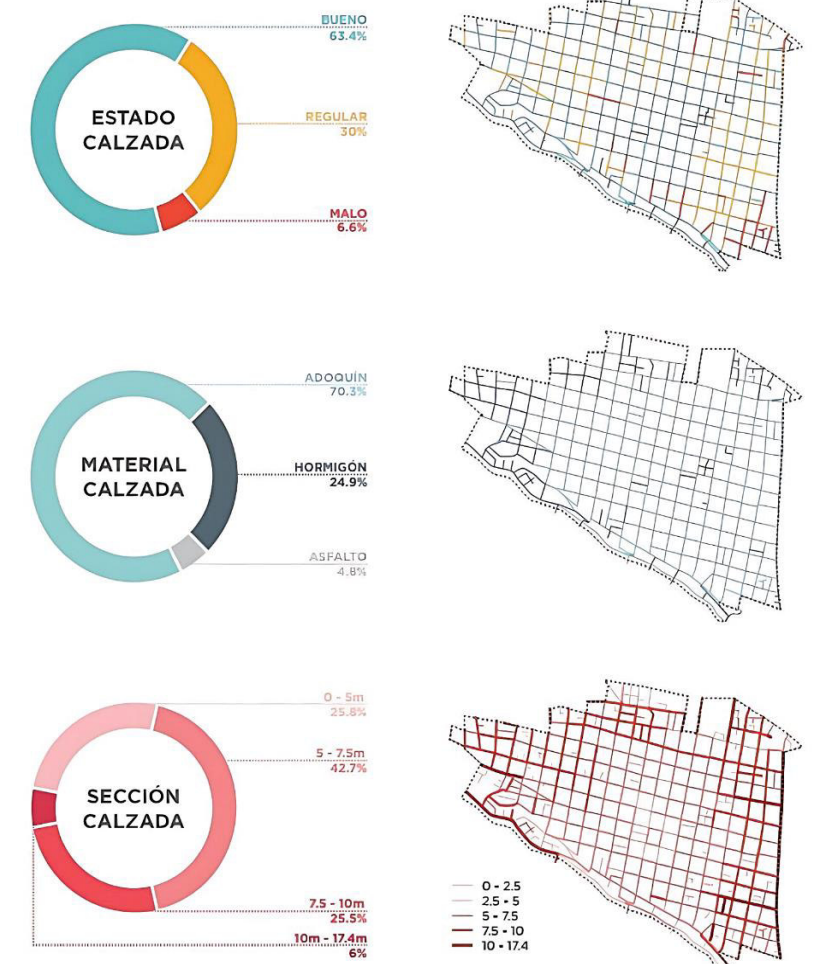 BUENO
63.4%
ESTADO
CALZADA
REGULAR
30%
MALO
6.6%
ADOQUÍN
70.3%
MATERIAL
CALZADA
HORMIGÓN
24.9%
ASFALTO
4.8%
0 - 5m
25.8%
5 - 7.5m
42.7%
SECCIÓN
CALZADA
7.5 - 10m
25.5%
10m - 17.4m
6%
0 - 2.5
2.5 - 5
5 - 7.5
7.5 - 10
10 - 17.4